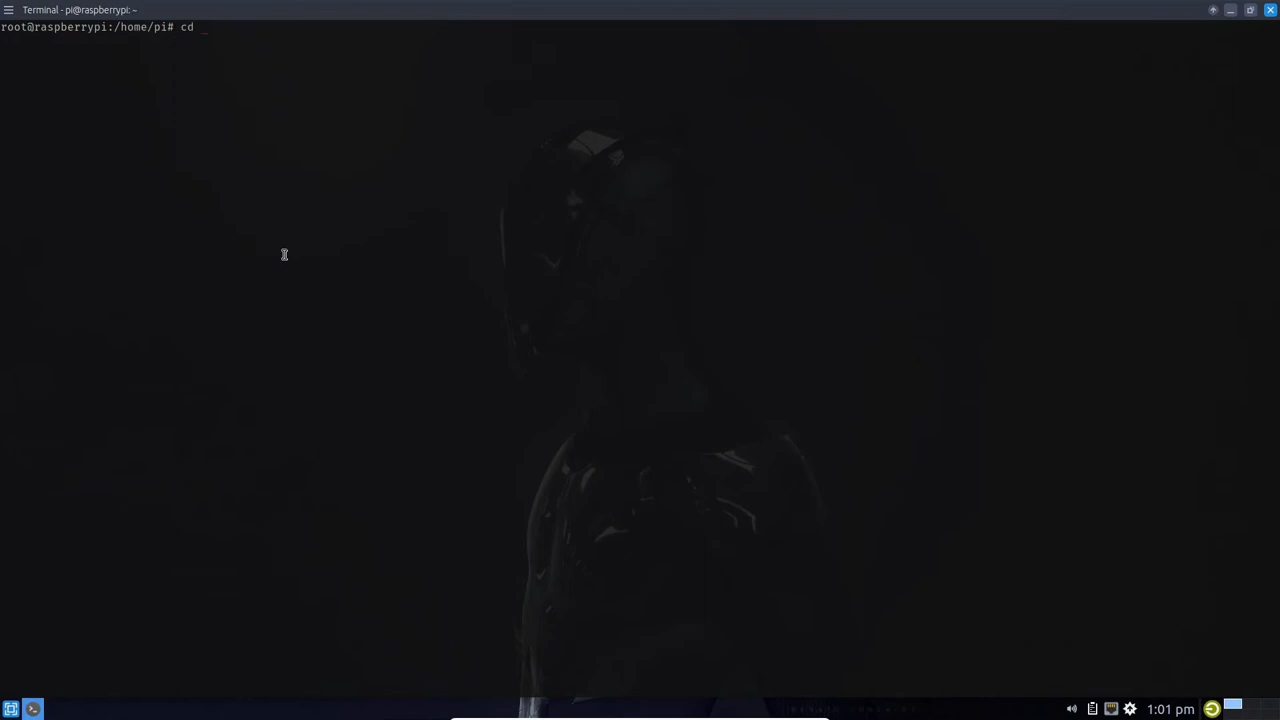 Terminal - pi@raspberrypi: ~
root@raspberrypi:/home/pi# cd _
1:01 pm